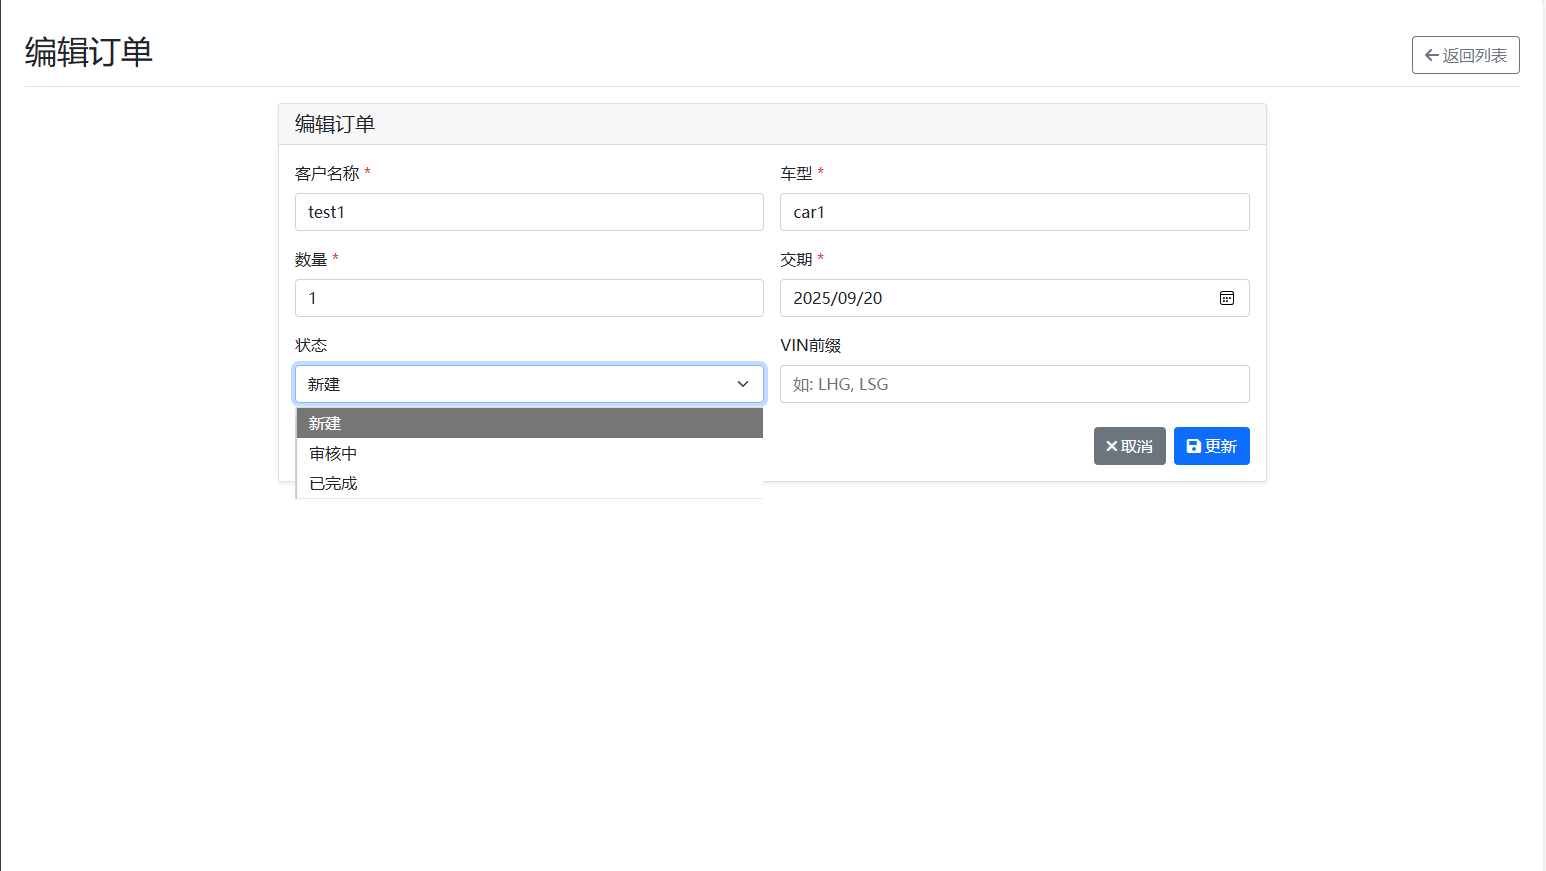 编辑订单
返回列表
编辑订单
客户名称 *
车型 *
test1
car1
数量 *
交期 *
1
2025/09/20
状态
VIN前缀
新建
如: LHG, LSG
新建
审核中
已完成
取消
更新